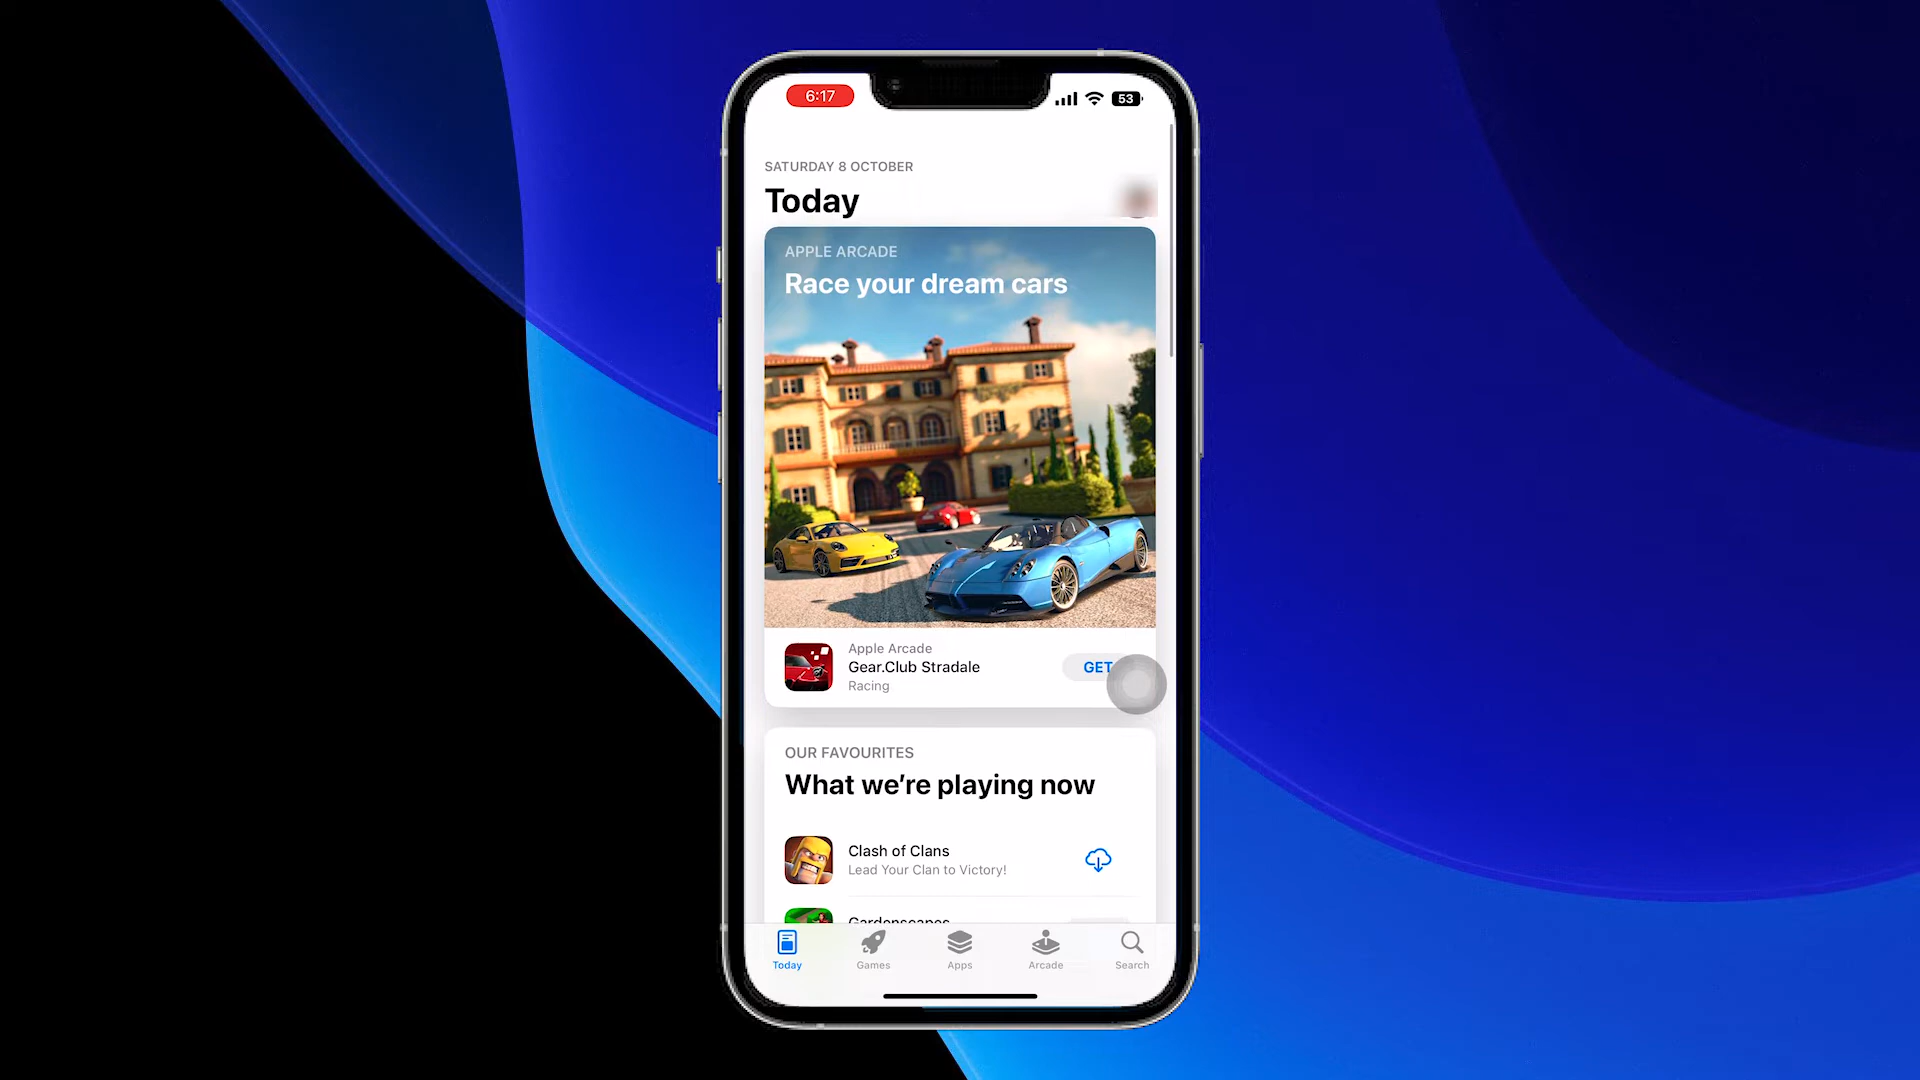 6:17
53
SATURDAY 8 OCTOBER
Today
APPLE ARCADE
Race your dream cars
Apple Arcade
Gear.Club Stradale
Racing
GET
OUR FAVOURITES
What we're playing now
Clash of Clans
Lead Your Clan to Victory!
Gardenscapes
Today
Games
Apps
Arcade
Search